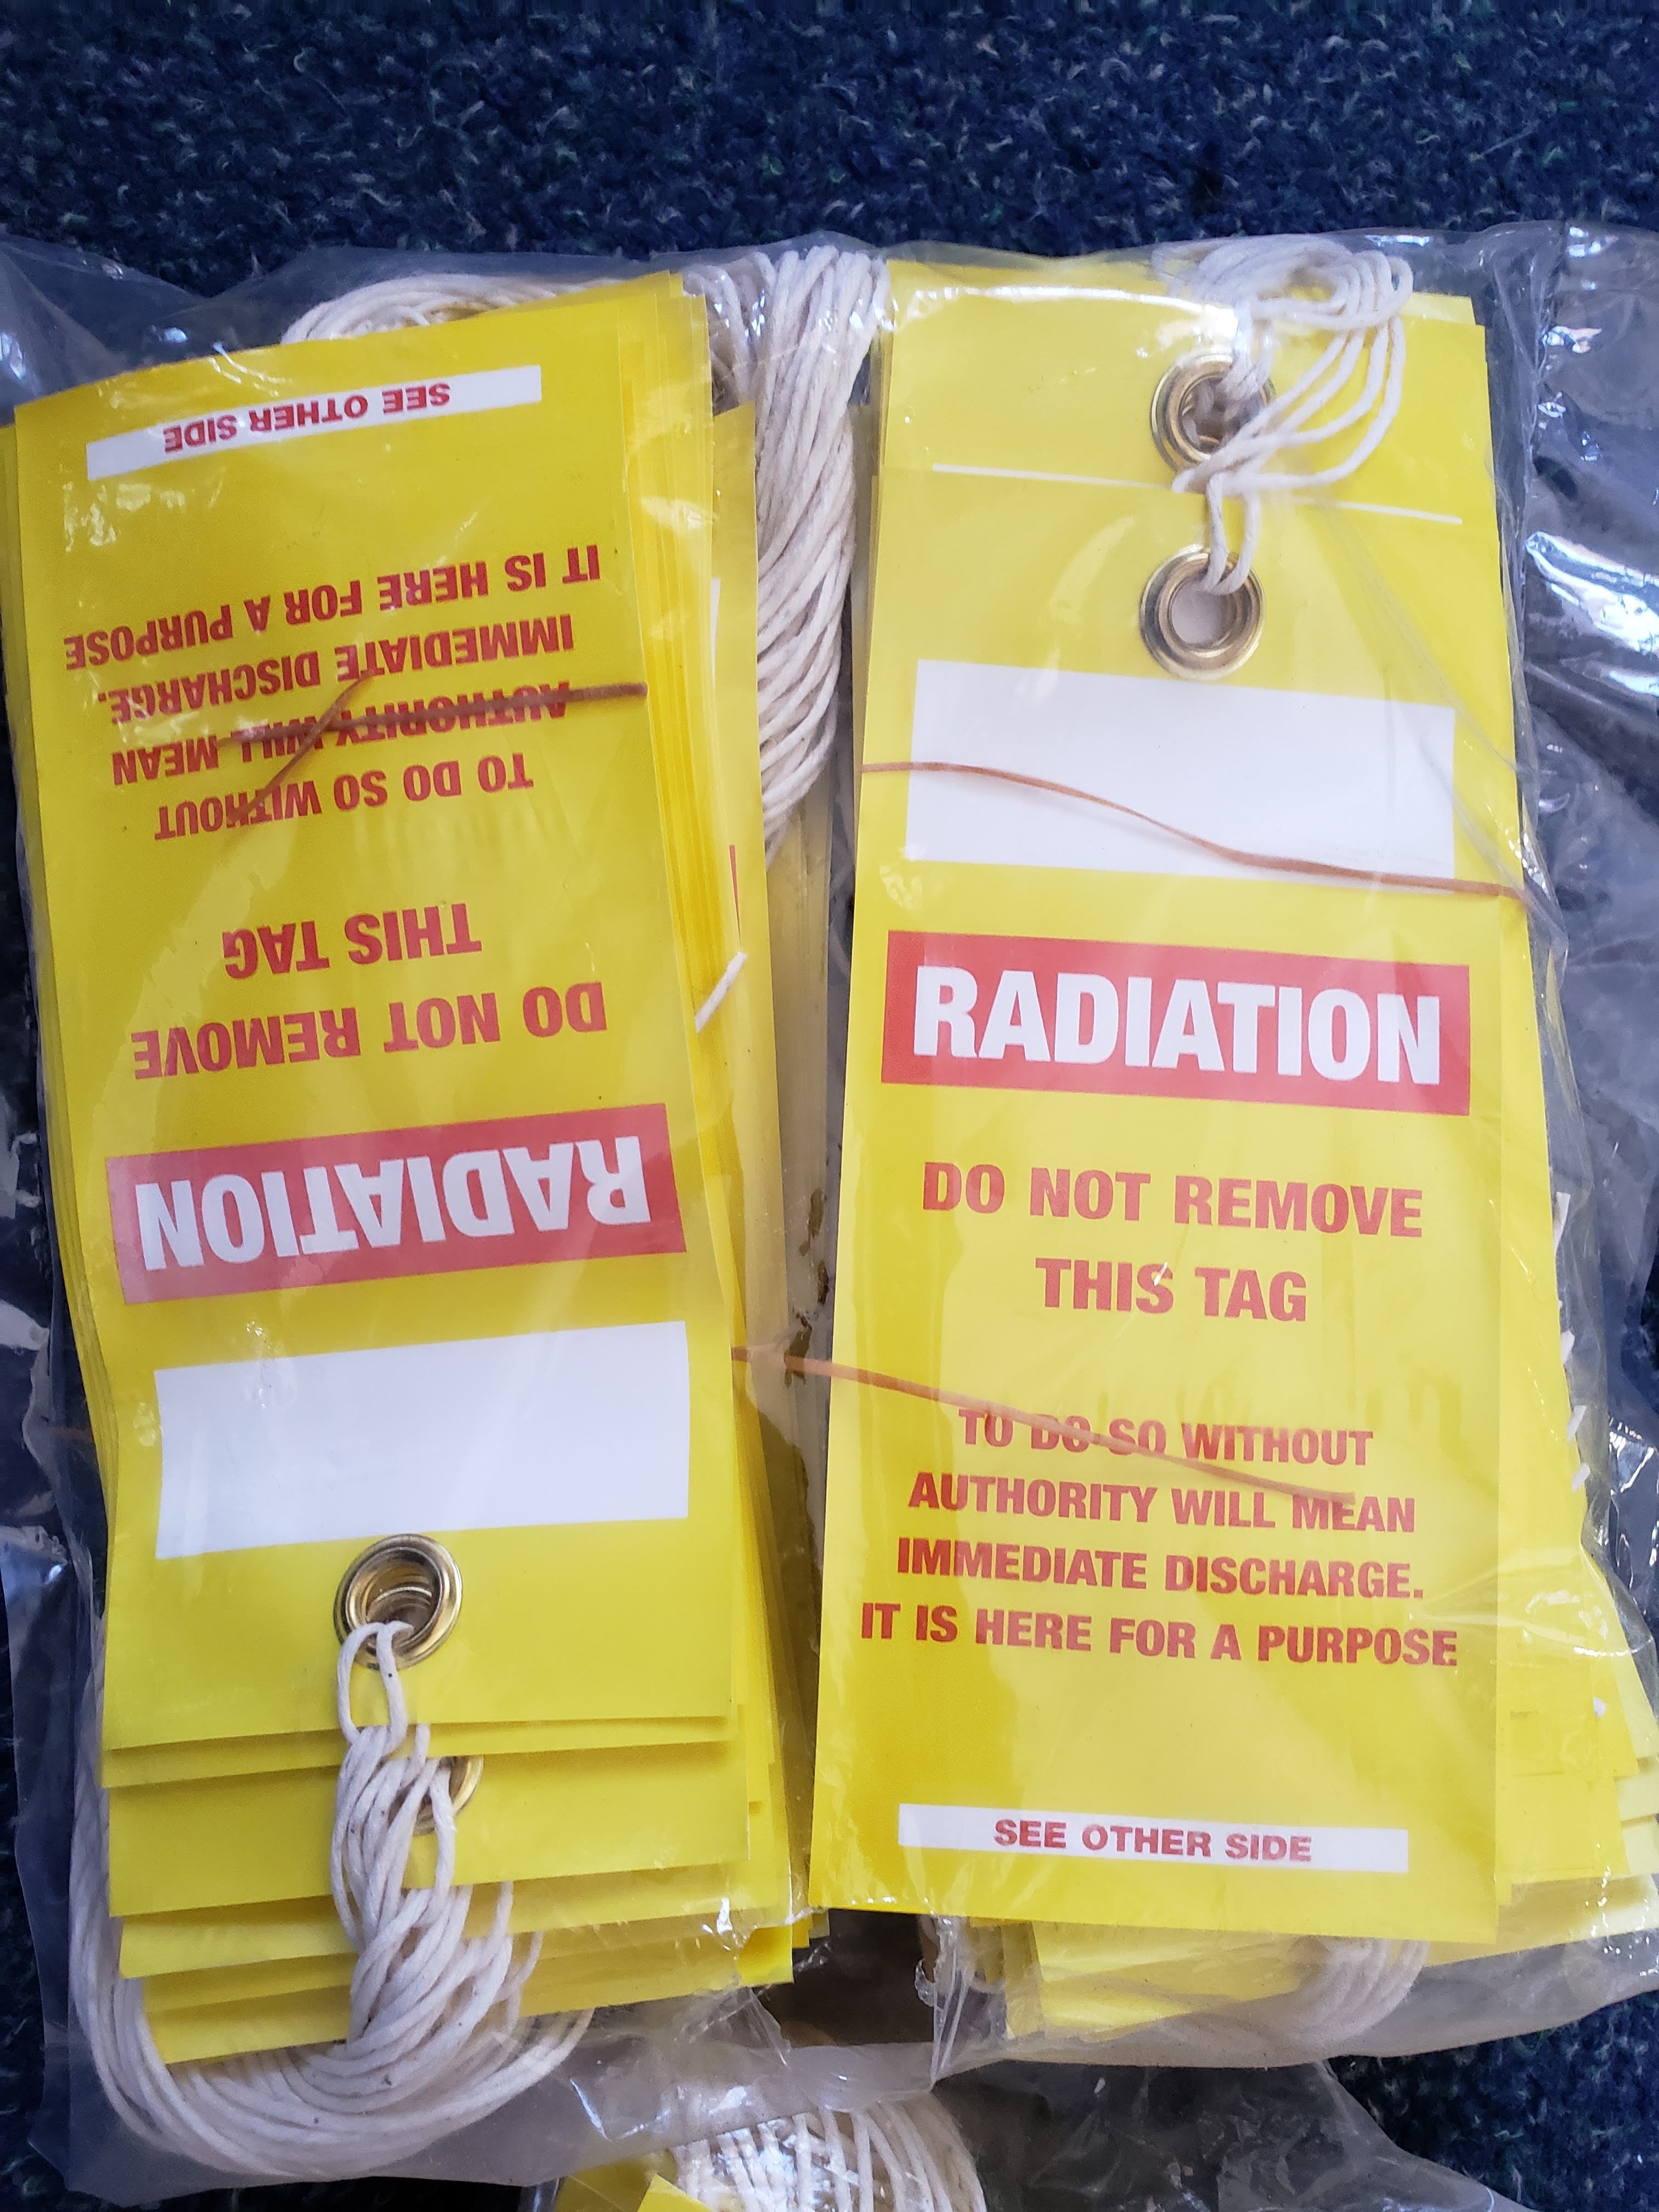 SEE OTHER SIDE
IT IS HERE FOR A PURPOSE
IMMEDIATE DISCHARGE.
AUTHORITY WILL MEAN
TO DO SO WITHOUT
THIS TAG
DO NOT REMOVE
RADIATION
RADIATION
DO NOT REMOVE
THIS TAG
TO DO SO WITHOUT
AUTHORITY WILL MEAN
IMMEDIATE DISCHARGE.
IT IS HERE FOR A PURPOSE
SEE OTHER SIDE